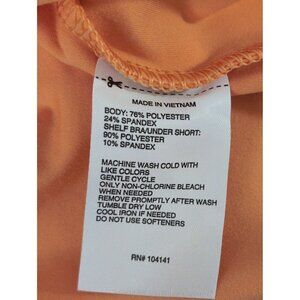 MADE IN VIETNAM
BODY: 76% POLYESTER
24% SPANDEX
SHELF BRA/UNDER SHORT:
90% POLYESTER
10% SPANDEX
MACHINE WASH COLD WITH
LIKE COLORS
GENTLE CYCLE
ONLY NON-CHLORINE BLEACH
WHEN NEEDED
REMOVE PROMPTLY AFTER WASH
TUMBLE DRY LOW
COOL IRON IF NEEDED
DO NOT USE SOFTENERS
RN# 104141